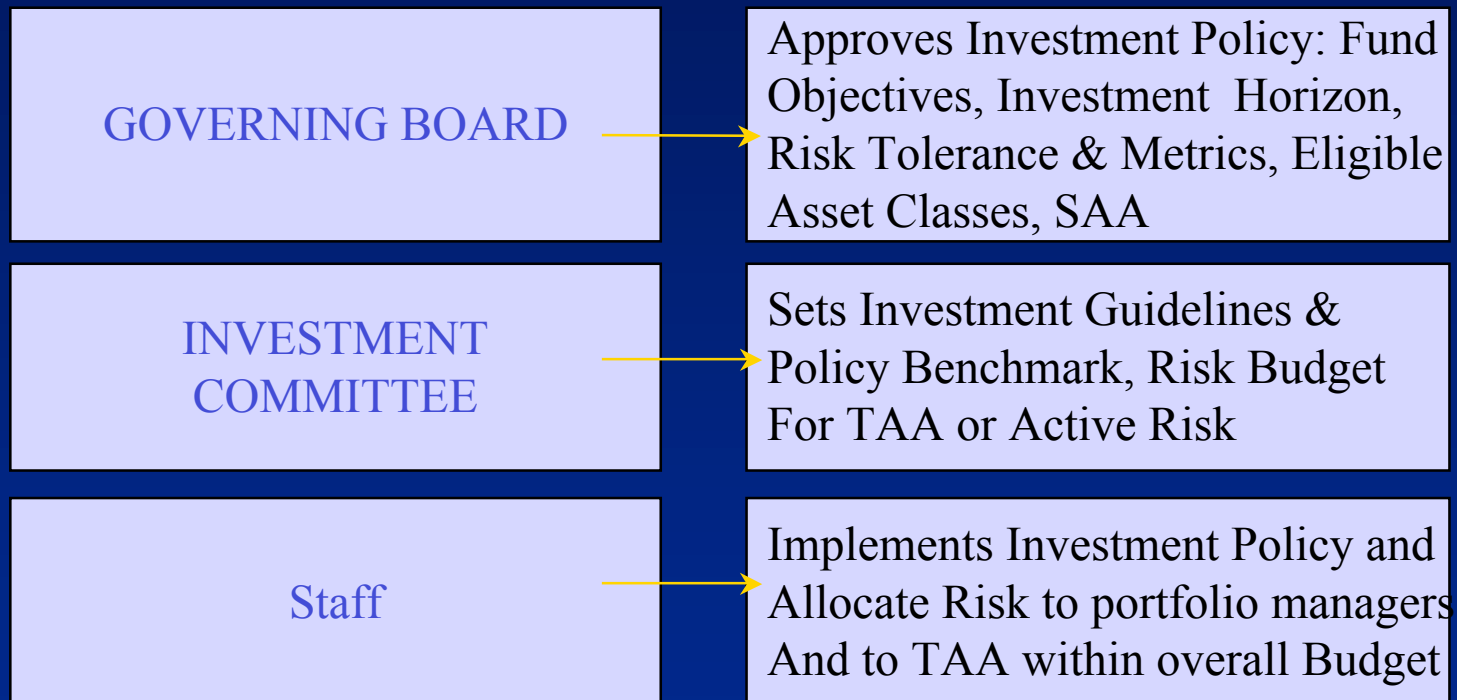 GOVERNING BOARD
Approves Investment Policy: Fund
Objectives, Investment Horizon,
Risk Tolerance & Metrics, Eligible
Asset Classes, SAA
INVESTMENT
COMMITTEE
Sets Investment Guidelines &
Policy Benchmark, Risk Budget
For TAA or Active Risk
Staff
Implements Investment Policy and
Allocate Risk to portfolio managers
And to TAA within overall Budget